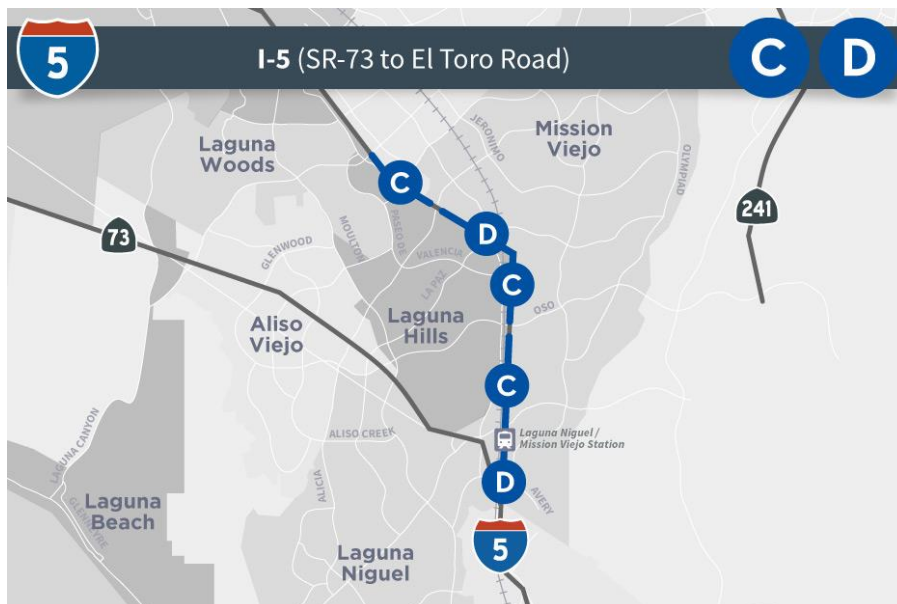 5
I-5 (SR-73 to El Toro Road)
C
D
Laguna
Woods
JERONIMO
Mission
Viejo
OLYMPIAD
C
241
73
MOULTON
PASEO DE
VALENCIA
D
GLENWOOD
LA PAZ
C
OSO
Aliso
Viejo
Laguna
Hills
C
LAGUNA CANYON
ALISO CREEK
Laguna Niguel /
Mission Viejo Station
ALICIA
D
AVERY
Laguna
Beach
GLENNEYRE
5
Laguna
Niguel